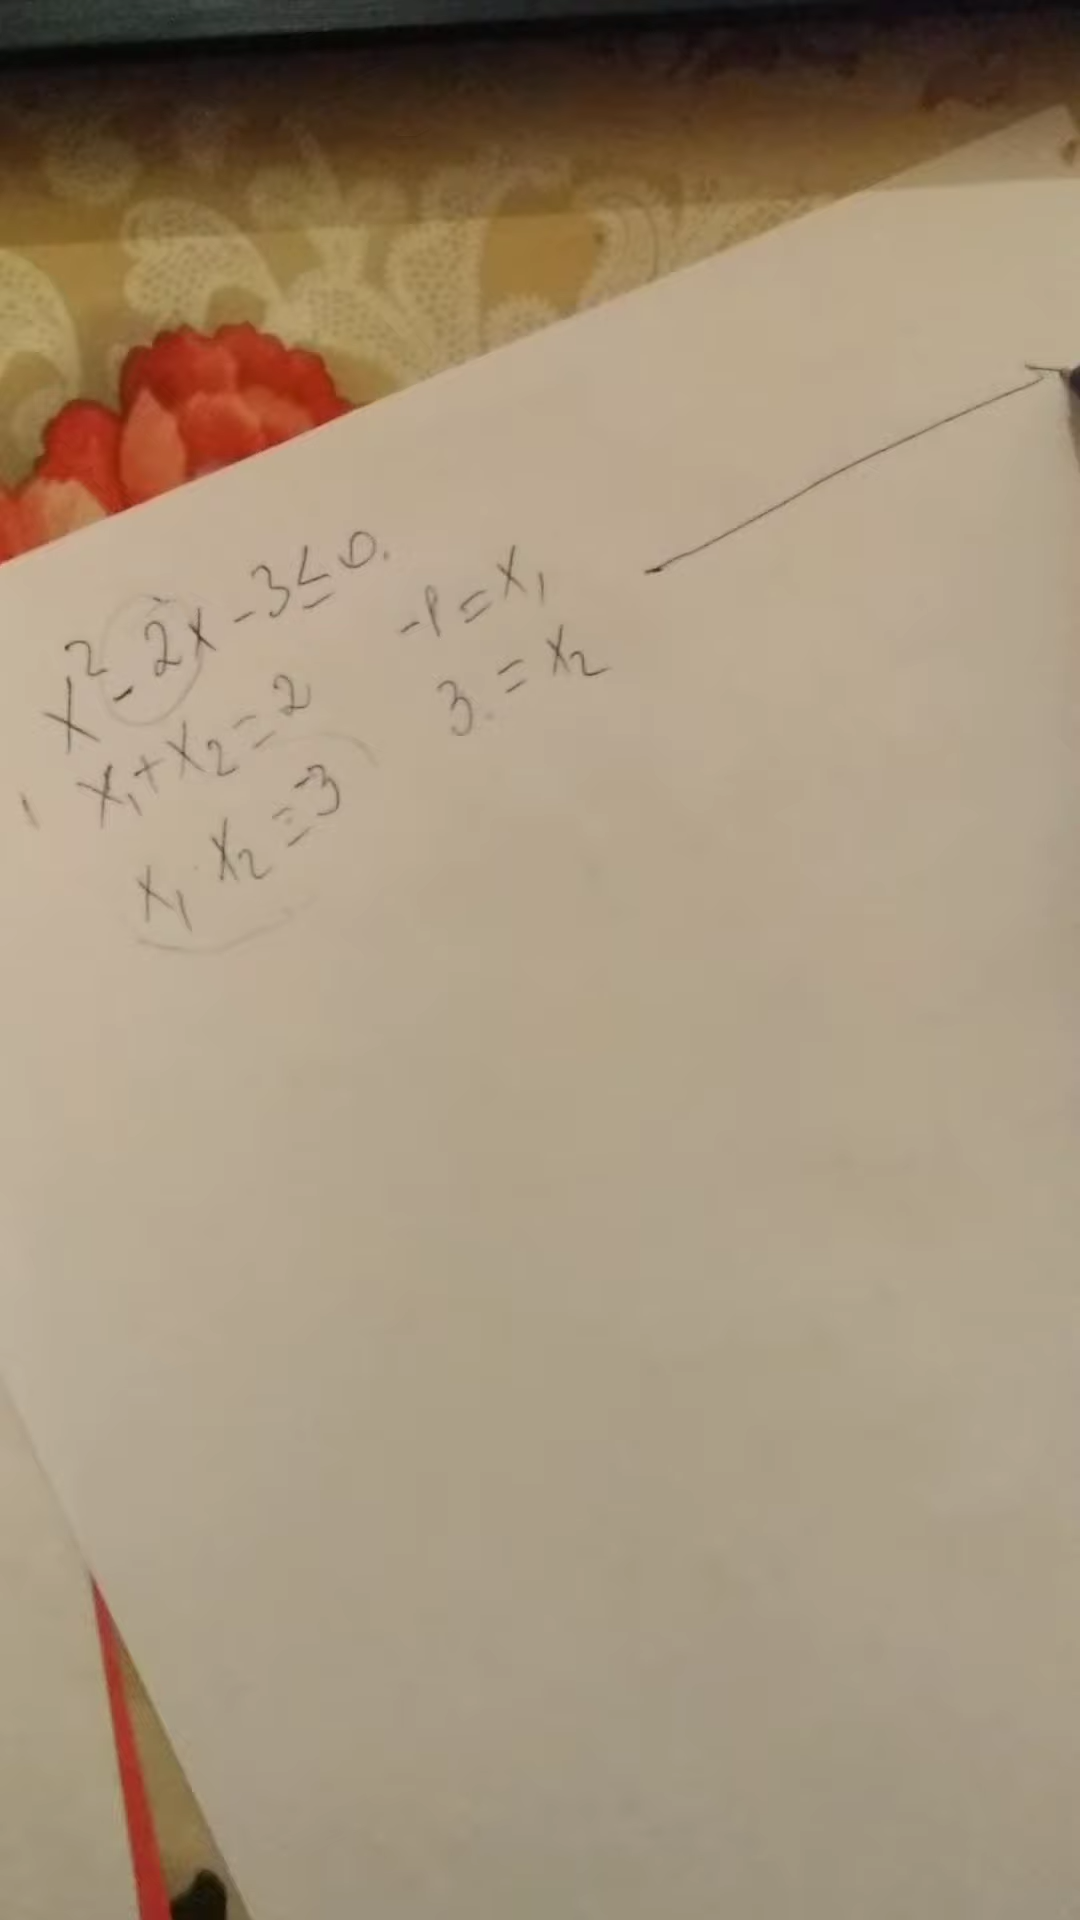 x² - 2x - 3 ≤ 0.
x₁ + x₂ = 2
x₁ · x₂ = -3
-1 = x₁
3. = x₂